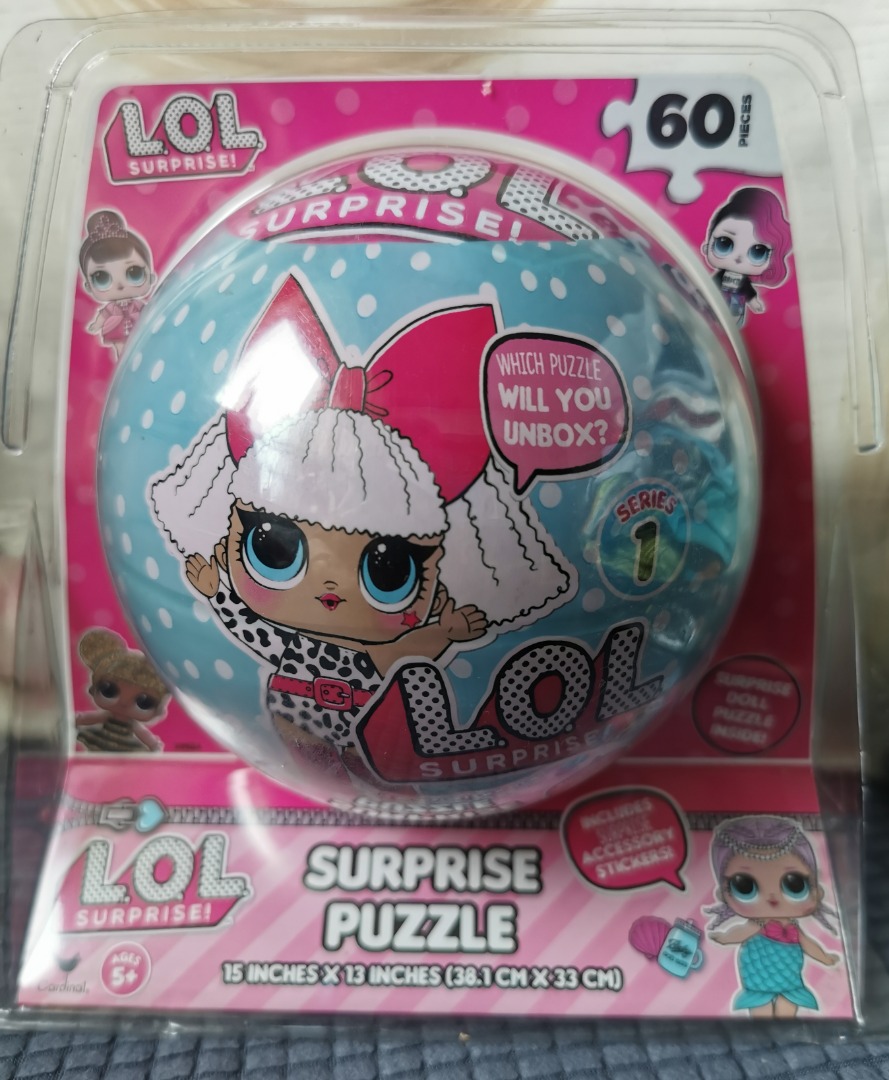 L.O.L.
SURPRISE!
60
PIECES
L.O.L.
SURPRISE!
WHICH PUZZLE
WILL YOU
UNBOX?
SERIES
1
L.O.L.
SURPRISE!
SURPRISE
DOLL
PUZZLE
INSIDE!
INCLUDES
ACCESSORY
STICKERS!
L.O.L.
SURPRISE!
SURPRISE
PUZZLE
Cardinal
AGES
5+
15 INCHES X 13 INCHES (38.1 CM X 33 CM)